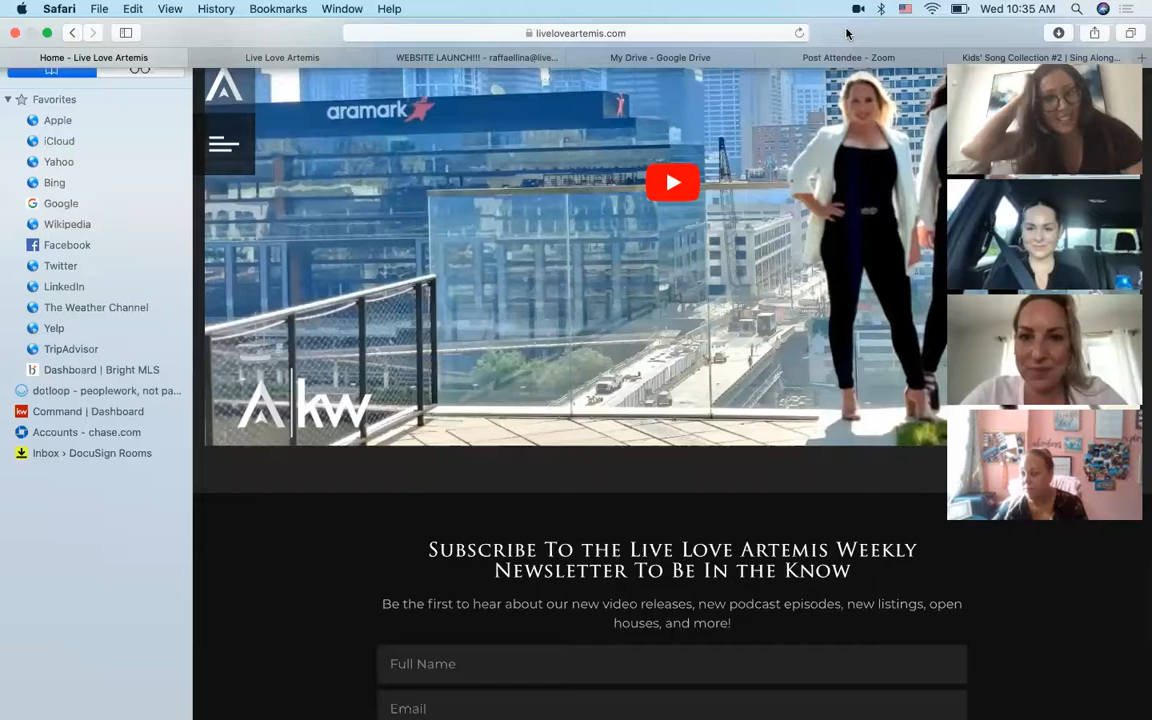 Safari File Edit View History Bookmarks Window Help Wed 10:35 AM
liveloveartemis.com
Home - Live Love Artemis
Live Love Artemis
WEBSITE LAUNCH!!! - raffaellina@live...
My Drive - Google Drive
Post Attendee - Zoom
Kids' Song Collection #2 | Sing Along...
Favorites
Apple
iCloud
Yahoo
Bing
Google
Wikipedia
Facebook
Twitter
LinkedIn
The Weather Channel
Yelp
TripAdvisor
Dashboard | Bright MLS
dotloop - peoplework, not pa...
Command | Dashboard
Accounts - chase.com
Inbox › DocuSign Rooms
aramark
kw
Subscribe To the Live Love Artemis Weekly
Newsletter To Be In the Know
Be the first to hear about our new video releases, new podcast episodes, new listings, open
houses, and more!
Full Name
Email